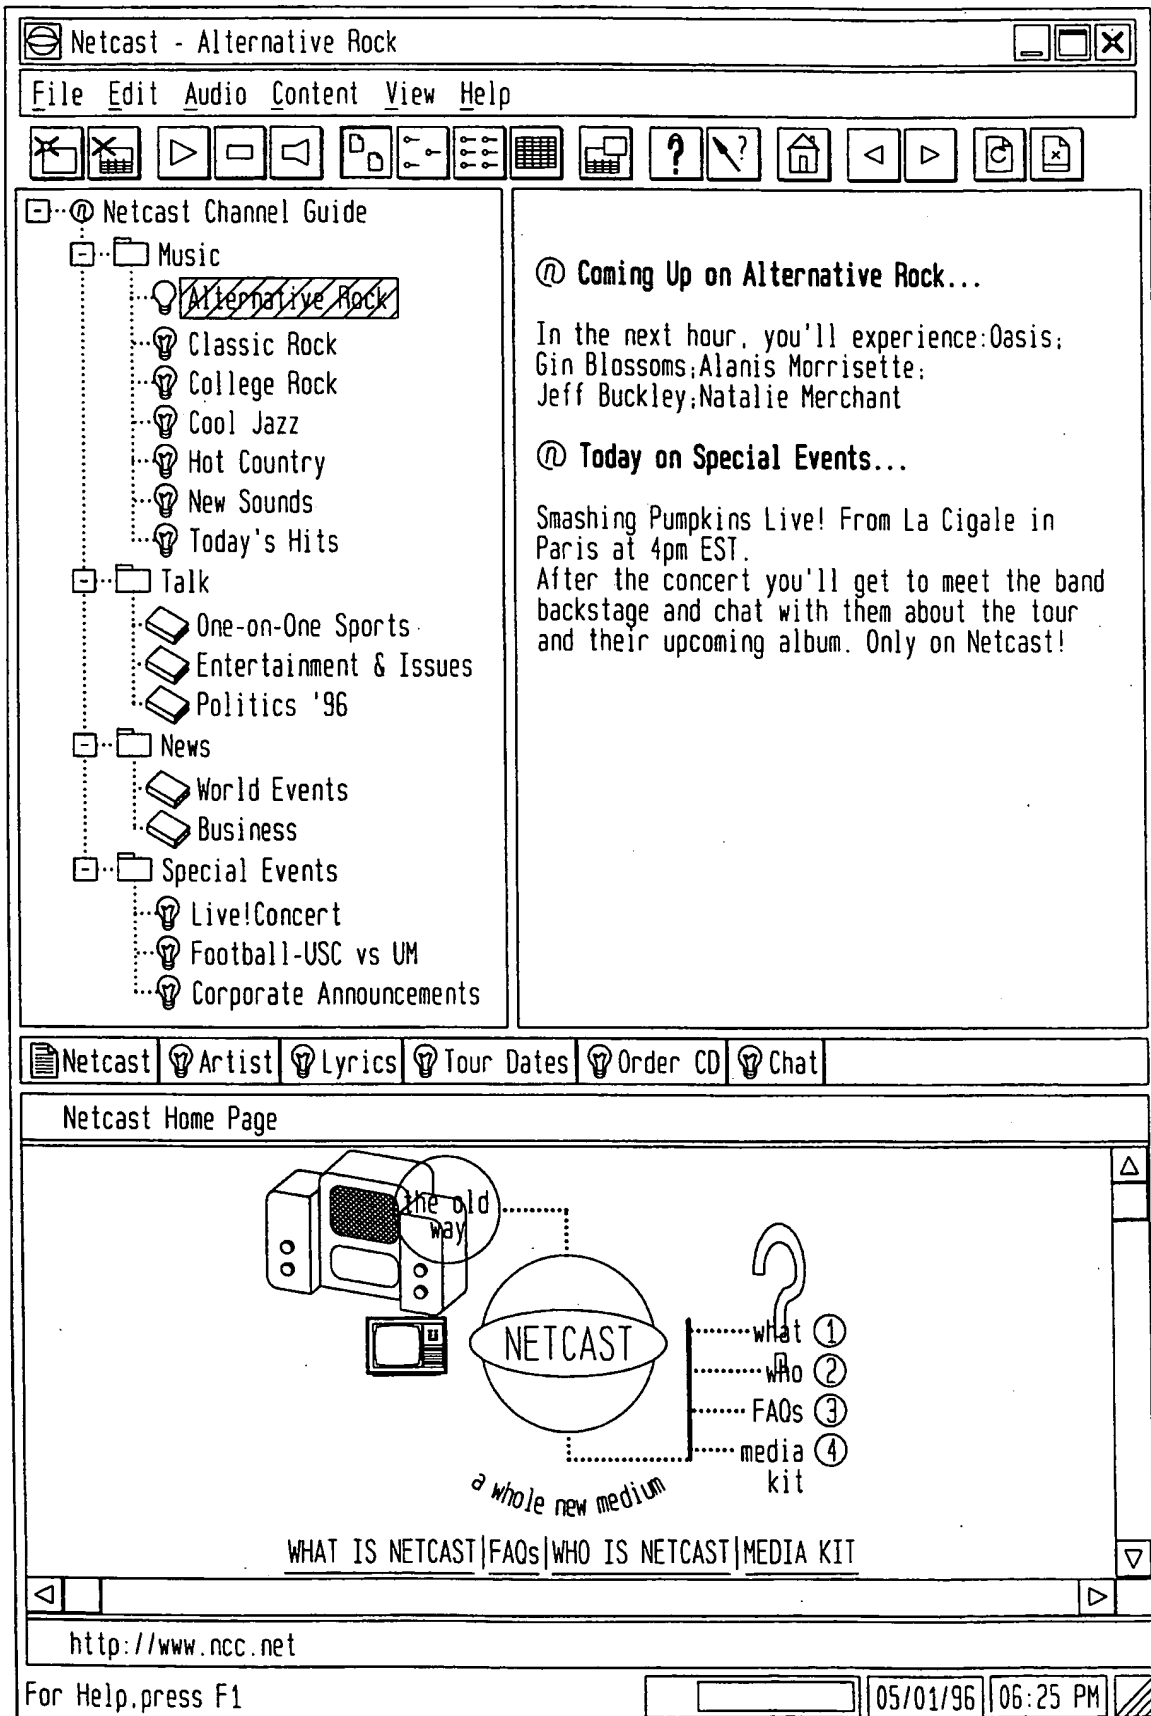 Netcast - Alternative Rock
File Edit Audio Content View Help
Netcast Channel Guide
Music
Alternative Rock
Classic Rock
College Rock
Cool Jazz
Hot Country
New Sounds
Today's Hits
Talk
One-on-One Sports
Entertainment & Issues
Politics '96
News
World Events
Business
Special Events
Live!Concert
Football-USC vs UM
Corporate Announcements
Coming Up on Alternative Rock...
In the next hour, you'll experience:Oasis;
Gin Blossoms;Alanis Morrisette;
Jeff Buckley;Natalie Merchant
Today on Special Events...
Smashing Pumpkins Live! From La Cigale in
Paris at 4pm EST.
After the concert you'll get to meet the band
backstage and chat with them about the tour
and their upcoming album. Only on Netcast!
Netcast Artist Lyrics Tour Dates Order CD Chat
Netcast Home Page
the old
way
NETCAST
what 1
who 2
FAQs 3
media 4
kit
a whole new medium
WHAT IS NETCAST|FAQs|WHO IS NETCAST|MEDIA KIT
http://www.ncc.net
For Help,press F1 05/01/96 06:25 PM